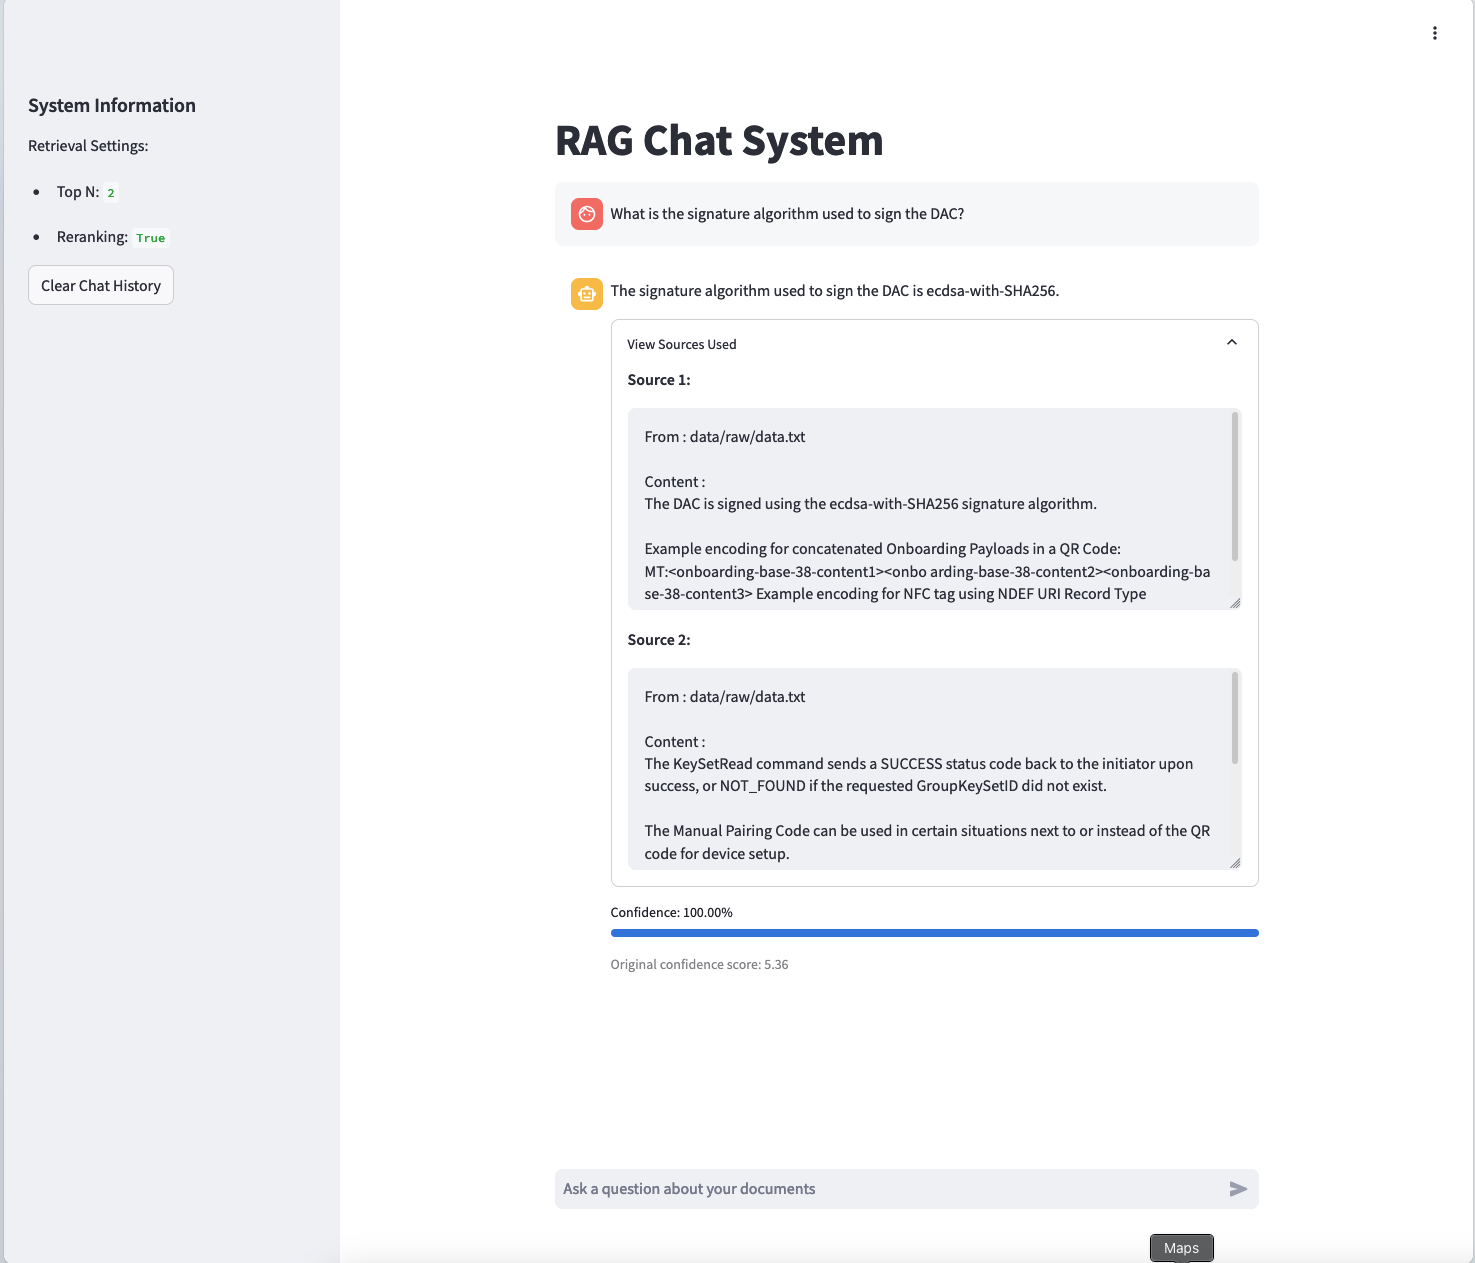 System Information
Retrieval Settings:
Top N: 2
Reranking: True
Clear Chat History
RAG Chat System
What is the signature algorithm used to sign the DAC?
The signature algorithm used to sign the DAC is ecdsa-with-SHA256.
View Sources Used
Source 1:
From : data/raw/data.txt
Content :
The DAC is signed using the ecdsa-with-SHA256 signature algorithm.
Example encoding for concatenated Onboarding Payloads in a QR Code:
MT:<onboarding-base-38-content1><onbo arding-base-38-content2><onboarding-ba
se-38-content3> Example encoding for NFC tag using NDEF URI Record Type
Source 2:
From : data/raw/data.txt
Content :
The KeySetRead command sends a SUCCESS status code back to the initiator upon
success, or NOT_FOUND if the requested GroupKeySetID did not exist.
The Manual Pairing Code can be used in certain situations next to or instead of the QR
code for device setup.
Confidence: 100.00%
Original confidence score: 5.36
Ask a question about your documents
Maps